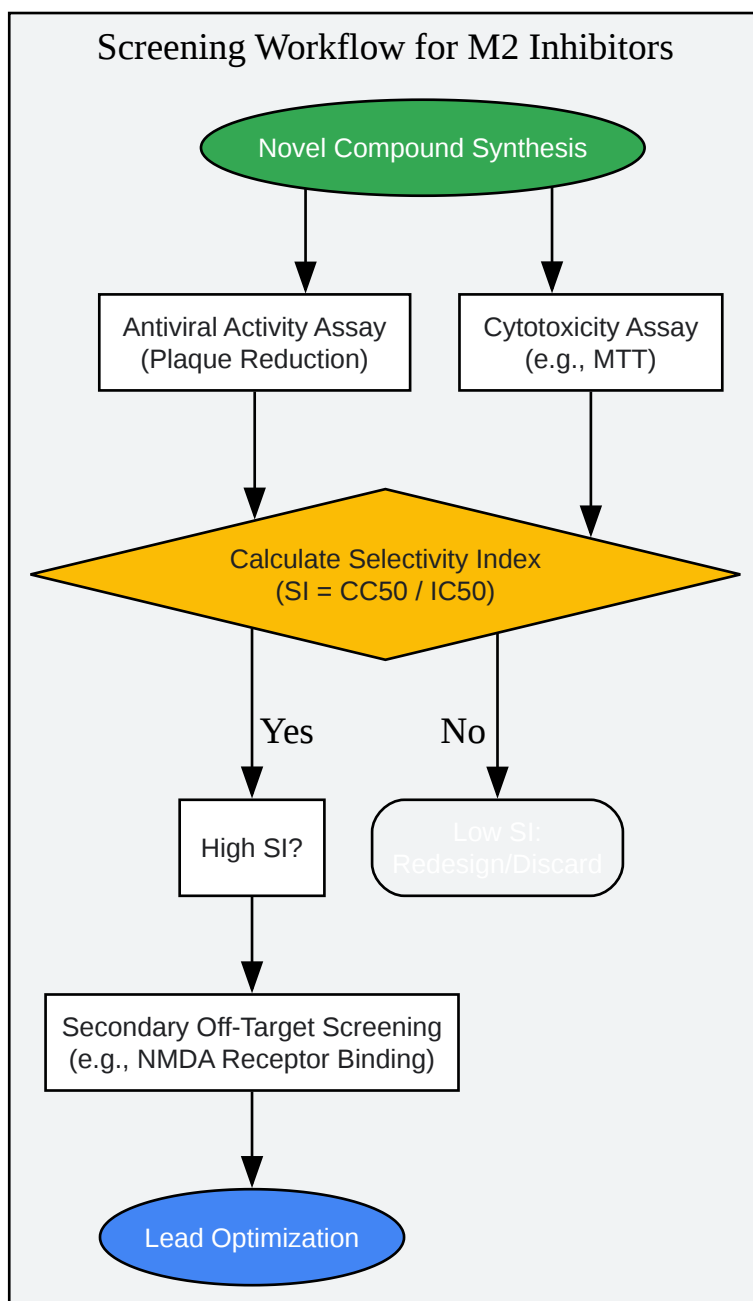 Screening Workflow for M2 Inhibitors
Novel Compound Synthesis
Antiviral Activity Assay
(Plaque Reduction)
Cytotoxicity Assay
(e.g., MTT)
Calculate Selectivity Index
(SI = CC50 / IC50)
Yes
No
High SI?
Low SI:
Redesign/Discard
Secondary Off-Target Screening
(e.g., NMDA Receptor Binding)
Lead Optimization